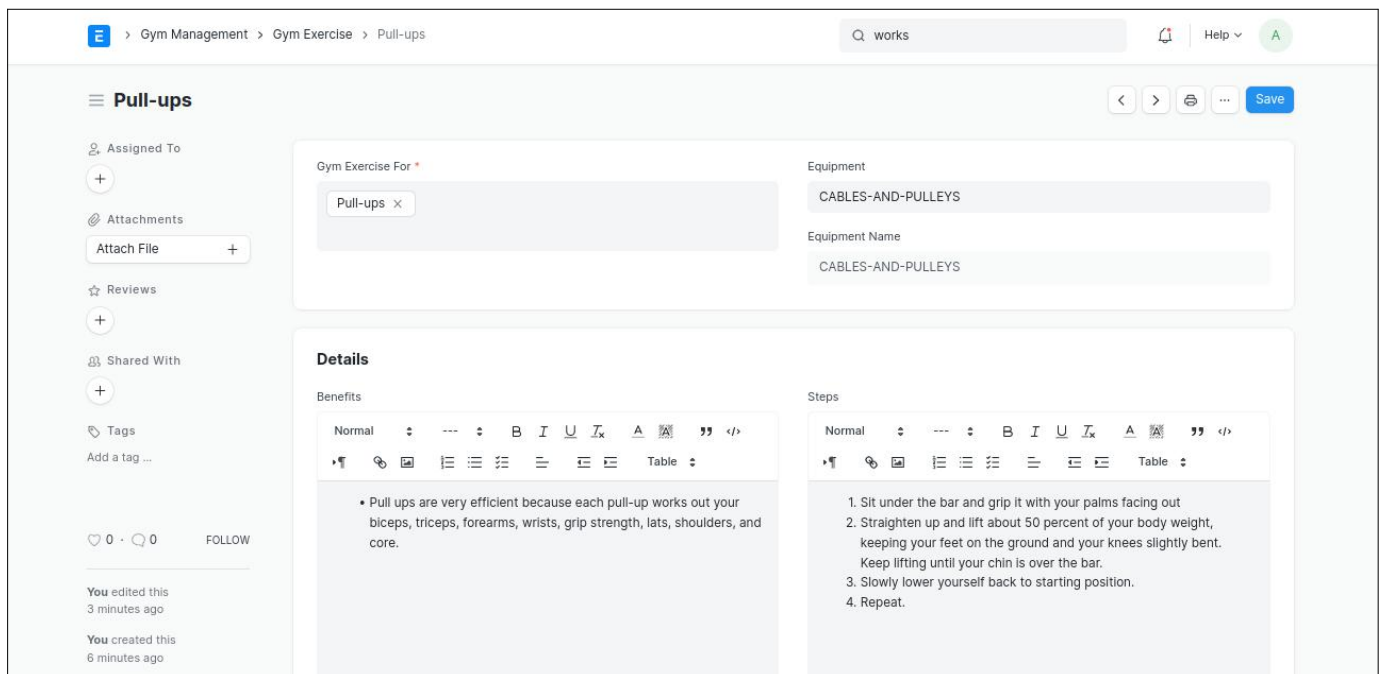 E > Gym Management > Gym Exercise > Pull-ups
works
Help
A
Pull-ups
Save
Assigned To
Attachments
Attach File
Reviews
Shared With
Tags
Add a tag ...
0 · 0 FOLLOW
You edited this
3 minutes ago
You created this
6 minutes ago
Gym Exercise For *
Pull-ups ×
Equipment
CABLES-AND-PULLEYS
Equipment Name
CABLES-AND-PULLEYS
Details
Benefits
Normal --- B I U Tx A A ” </>
¶ Table
• Pull ups are very efficient because each pull-up works out your
biceps, triceps, forearms, wrists, grip strength, lats, shoulders, and
core.
Steps
Normal --- B I U Tx A A ” </>
¶ Table
1. Sit under the bar and grip it with your palms facing out
2. Straighten up and lift about 50 percent of your body weight,
keeping your feet on the ground and your knees slightly bent.
Keep lifting until your chin is over the bar.
3. Slowly lower yourself back to starting position.
4. Repeat.